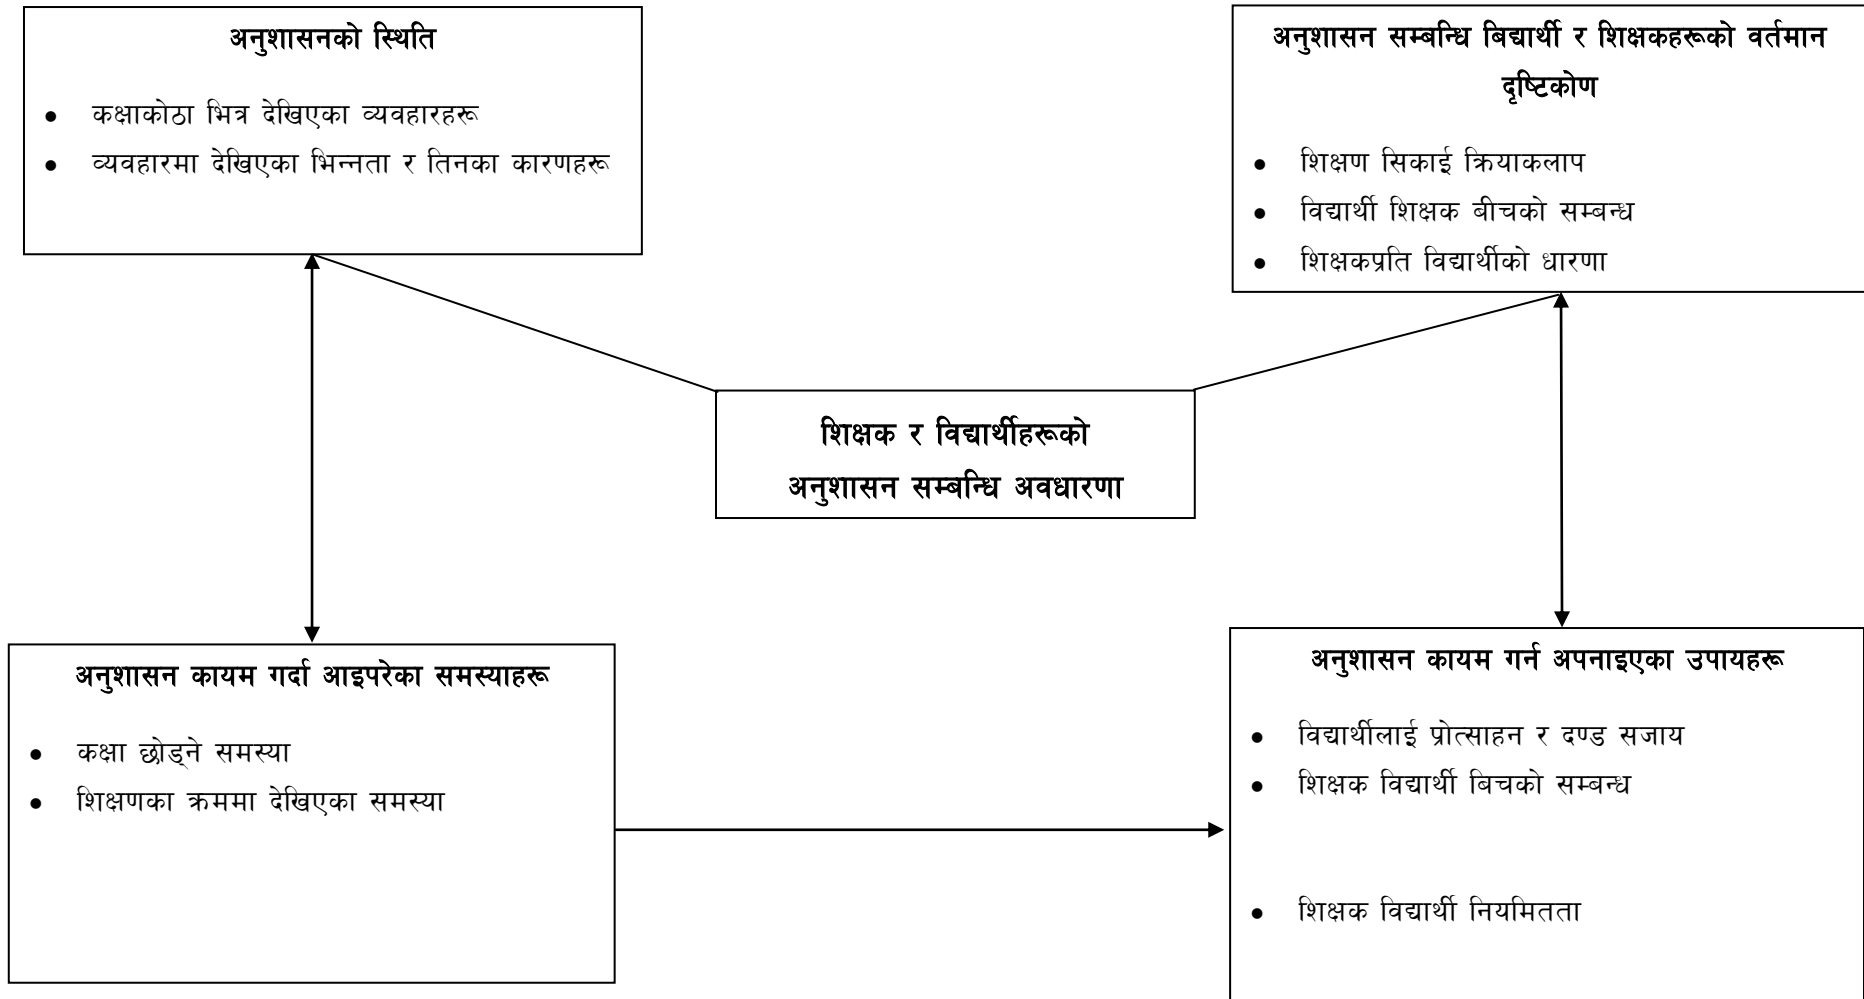 अनुशासनको स्थिति
• कक्षाकोठा भित्र देखिएका व्यवहारहरू
• व्यवहारमा देखिएका भिन्नता र तिनका कारणहरू
अनुशासन सम्बन्धि बिद्यार्थी र शिक्षकहरूको वर्तमान
दृष्टिकोण
• शिक्षण सिकाई क्रियाकलाप
• विद्यार्थी शिक्षक बीचको सम्बन्ध
• शिक्षकप्रति विद्यार्थीको धारणा
शिक्षक र विद्यार्थीहरूको
अनुशासन सम्बन्धि अवधारणा
अनुशासन कायम गर्दा आइपरेका समस्याहरू
• कक्षा छोड्ने समस्या
• शिक्षणका क्रममा देखिएका समस्या
अनुशासन कायम गर्न अपनाइएका उपायहरू
• विद्यार्थीलाई प्रोत्साहन र दण्ड सजाय
• शिक्षक विद्यार्थी बिचको सम्बन्ध
• शिक्षक विद्यार्थी नियमितता